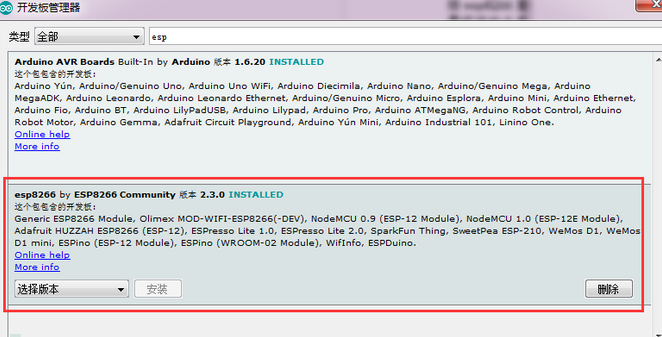 开发板管理器
类型 全部 esp
Arduino AVR Boards Built-In by Arduino 版本 1.6.20 INSTALLED
这个包包含的开发板:
Arduino Yún, Arduino/Genuino Uno, Arduino Uno WiFi, Arduino Diecimila, Arduino Nano, Arduino/Genuino Mega, Arduino
MegaADK, Arduino Leonardo, Arduino Leonardo Ethernet, Arduino/Genuino Micro, Arduino Esplora, Arduino Mini, Arduino Ethernet,
Arduino Fio, Arduino BT, Arduino LilyPadUSB, Arduino Lilypad, Arduino Pro, Arduino ATMegaNG, Arduino Robot Control, Arduino
Robot Motor, Arduino Gemma, Adafruit Circuit Playground, Arduino Yún Mini, Arduino Industrial 101, Linino One.
Online help
More info
esp8266 by ESP8266 Community 版本 2.3.0 INSTALLED
这个包包含的开发板:
Generic ESP8266 Module, Olimex MOD-WIFI-ESP8266(-DEV), NodeMCU 0.9 (ESP-12 Module), NodeMCU 1.0 (ESP-12E Module),
Adafruit HUZZAH ESP8266 (ESP-12), ESPresso Lite 1.0, ESPresso Lite 2.0, SparkFun Thing, SweetPea ESP-210, WeMos D1, WeMos
D1 mini, ESPino (ESP-12 Module), ESPino (WROOM-02 Module), WifInfo, ESPDuino.
Online help
More info
选择版本 安装 删除